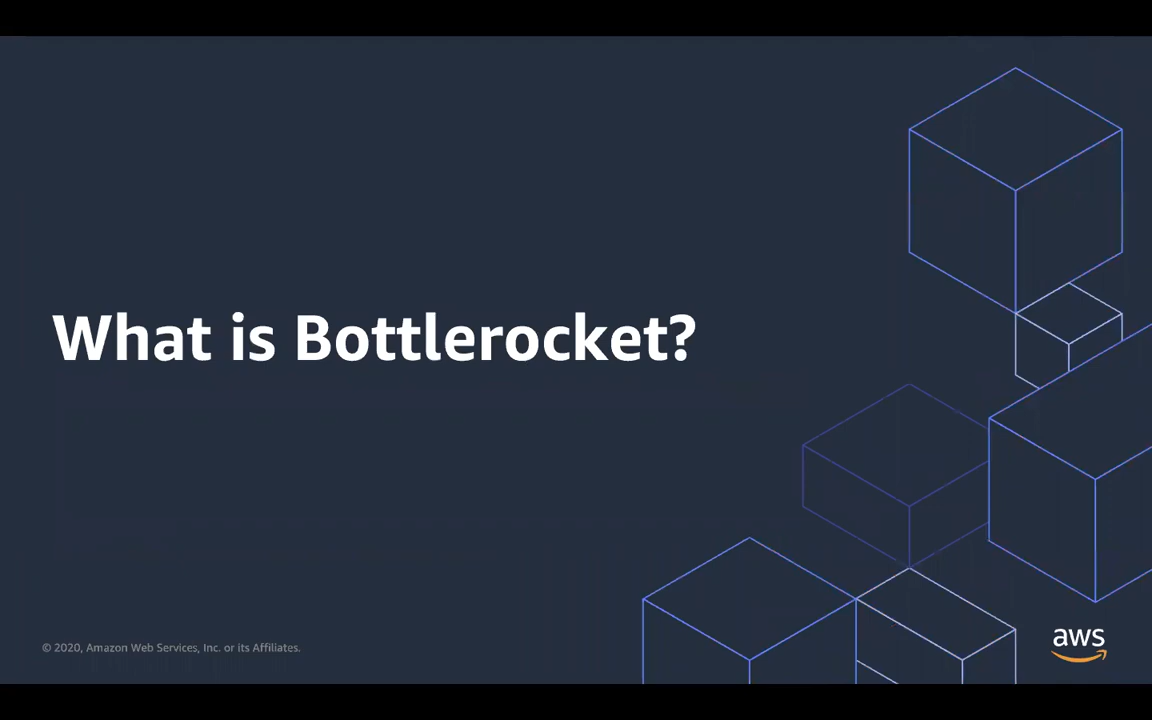 What is Bottlerocket?
© 2020, Amazon Web Services, Inc. or its Affiliates.
aws